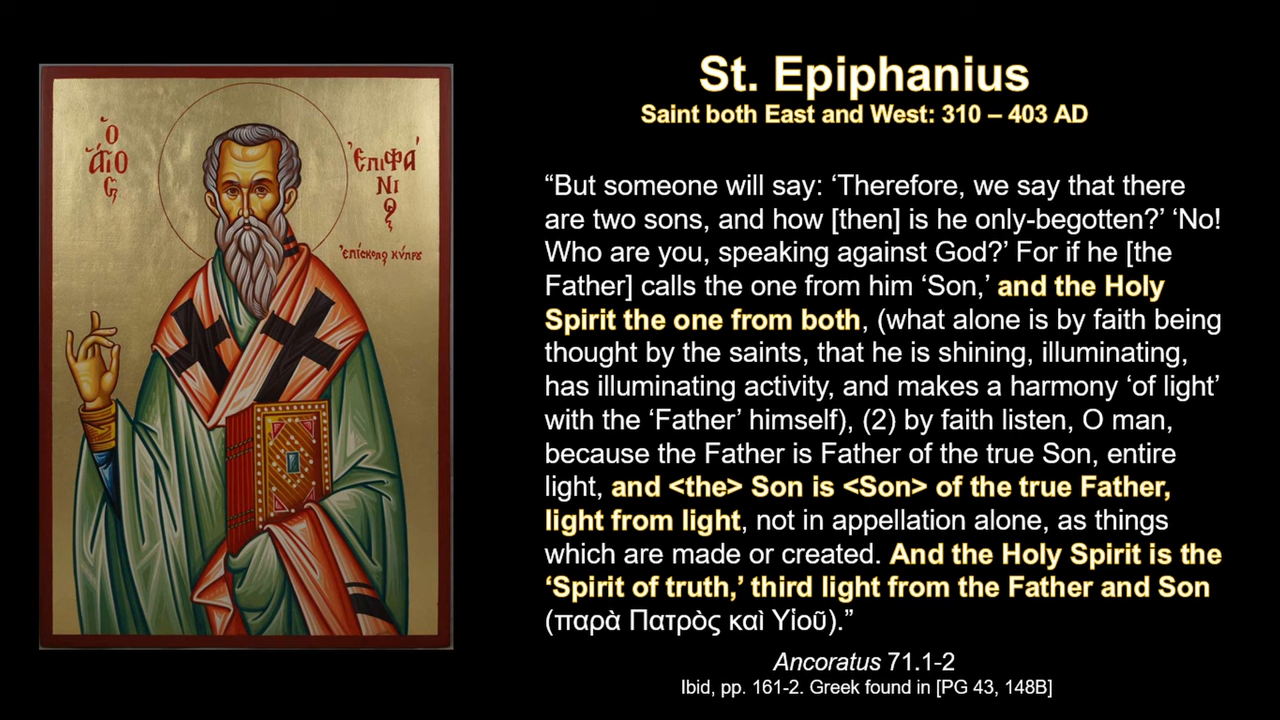 ὁ
ἅγιο
ς
Ἐπιφά
νι
ος
ἐπίσκοπος κύπρου
St. Epiphanius
Saint both East and West: 310 – 403 AD
“But someone will say: ‘Therefore, we say that there
are two sons, and how [then] is he only-begotten?’ ‘No!
Who are you, speaking against God?’ For if he [the
Father] calls the one from him ‘Son,’ and the Holy
Spirit the one from both, (what alone is by faith being
thought by the saints, that he is shining, illuminating,
has illuminating activity, and makes a harmony ‘of light’
with the ‘Father’ himself), (2) by faith listen, O man,
because the Father is Father of the true Son, entire
light, and <the> Son is <Son> of the true Father,
light from light, not in appellation alone, as things
which are made or created. And the Holy Spirit is the
‘Spirit of truth,’ third light from the Father and Son
(παρὰ Πατρὸς καὶ Υἱοῦ).”
Ancoratus 71.1-2
Ibid, pp. 161-2. Greek found in [PG 43, 148B]